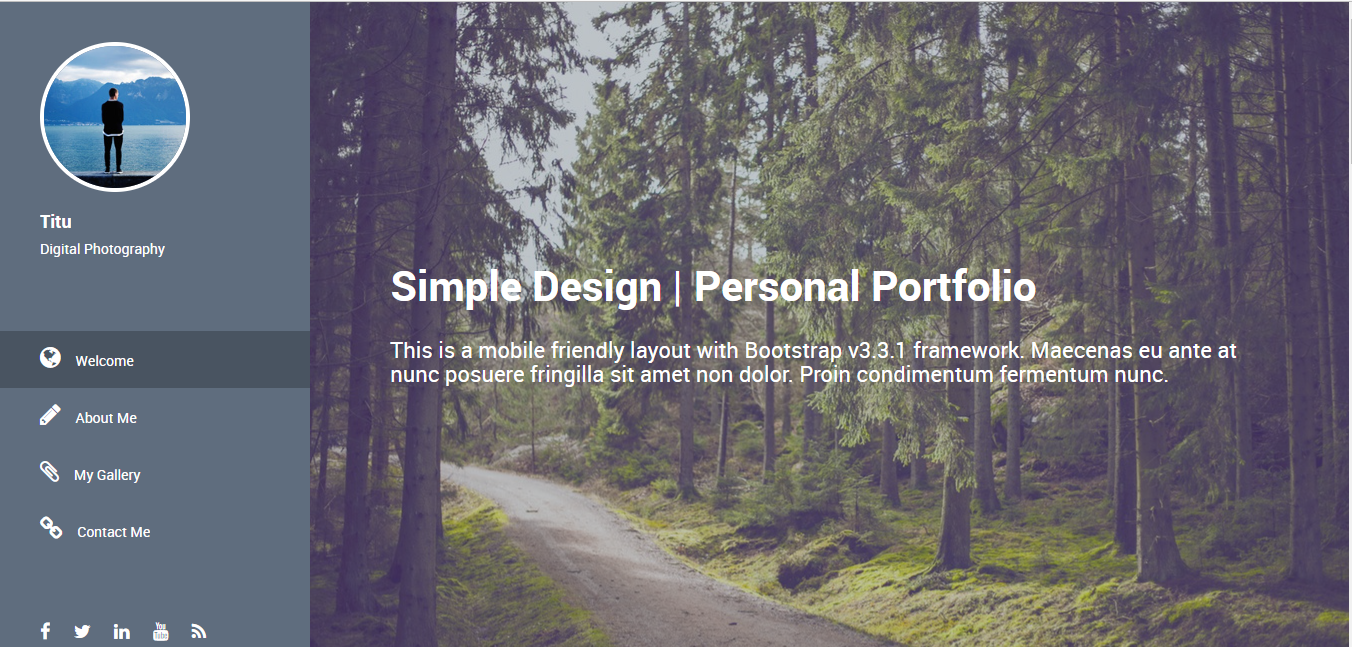 Titu
Digital Photography
Welcome
About Me
My Gallery
Contact Me
You
Tube
Simple Design | Personal Portfolio
This is a mobile friendly layout with Bootstrap v3.3.1 framework. Maecenas eu ante at
nunc posuere fringilla sit amet non dolor. Proin condimentum fermentum nunc.